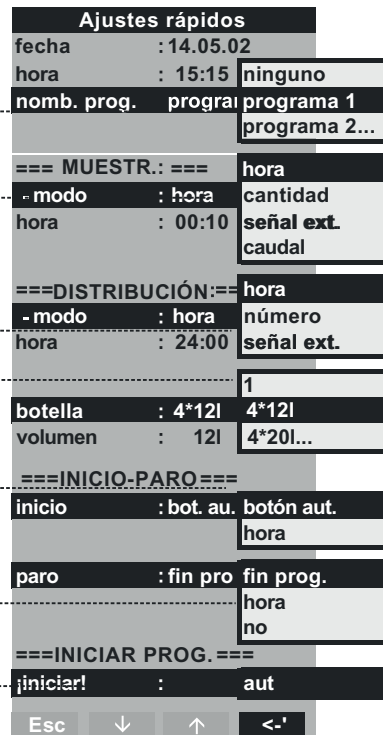 Ajustes rápidos
fecha :14.05.02
hora : 15:15 ninguno
nomb. prog. progra programa 1
programa 2...
=== MUESTR.: === hora
- modo : hora cantidad
hora : 00:10 señal ext.
caudal
===DISTRIBUCIÓN:== hora
- modo : hora número
hora : 24:00 señal ext.
1
botella : 4*12l 4*12l
volumen : 12l 4*20l...
===INICIO-PARO===
inicio :bot. au. botón aut.
hora
paro :fin pro fin prog.
hora
no
===INICIAR PROG. ===
¡iniciar! : aut
Esc ↓ ↑ <-'